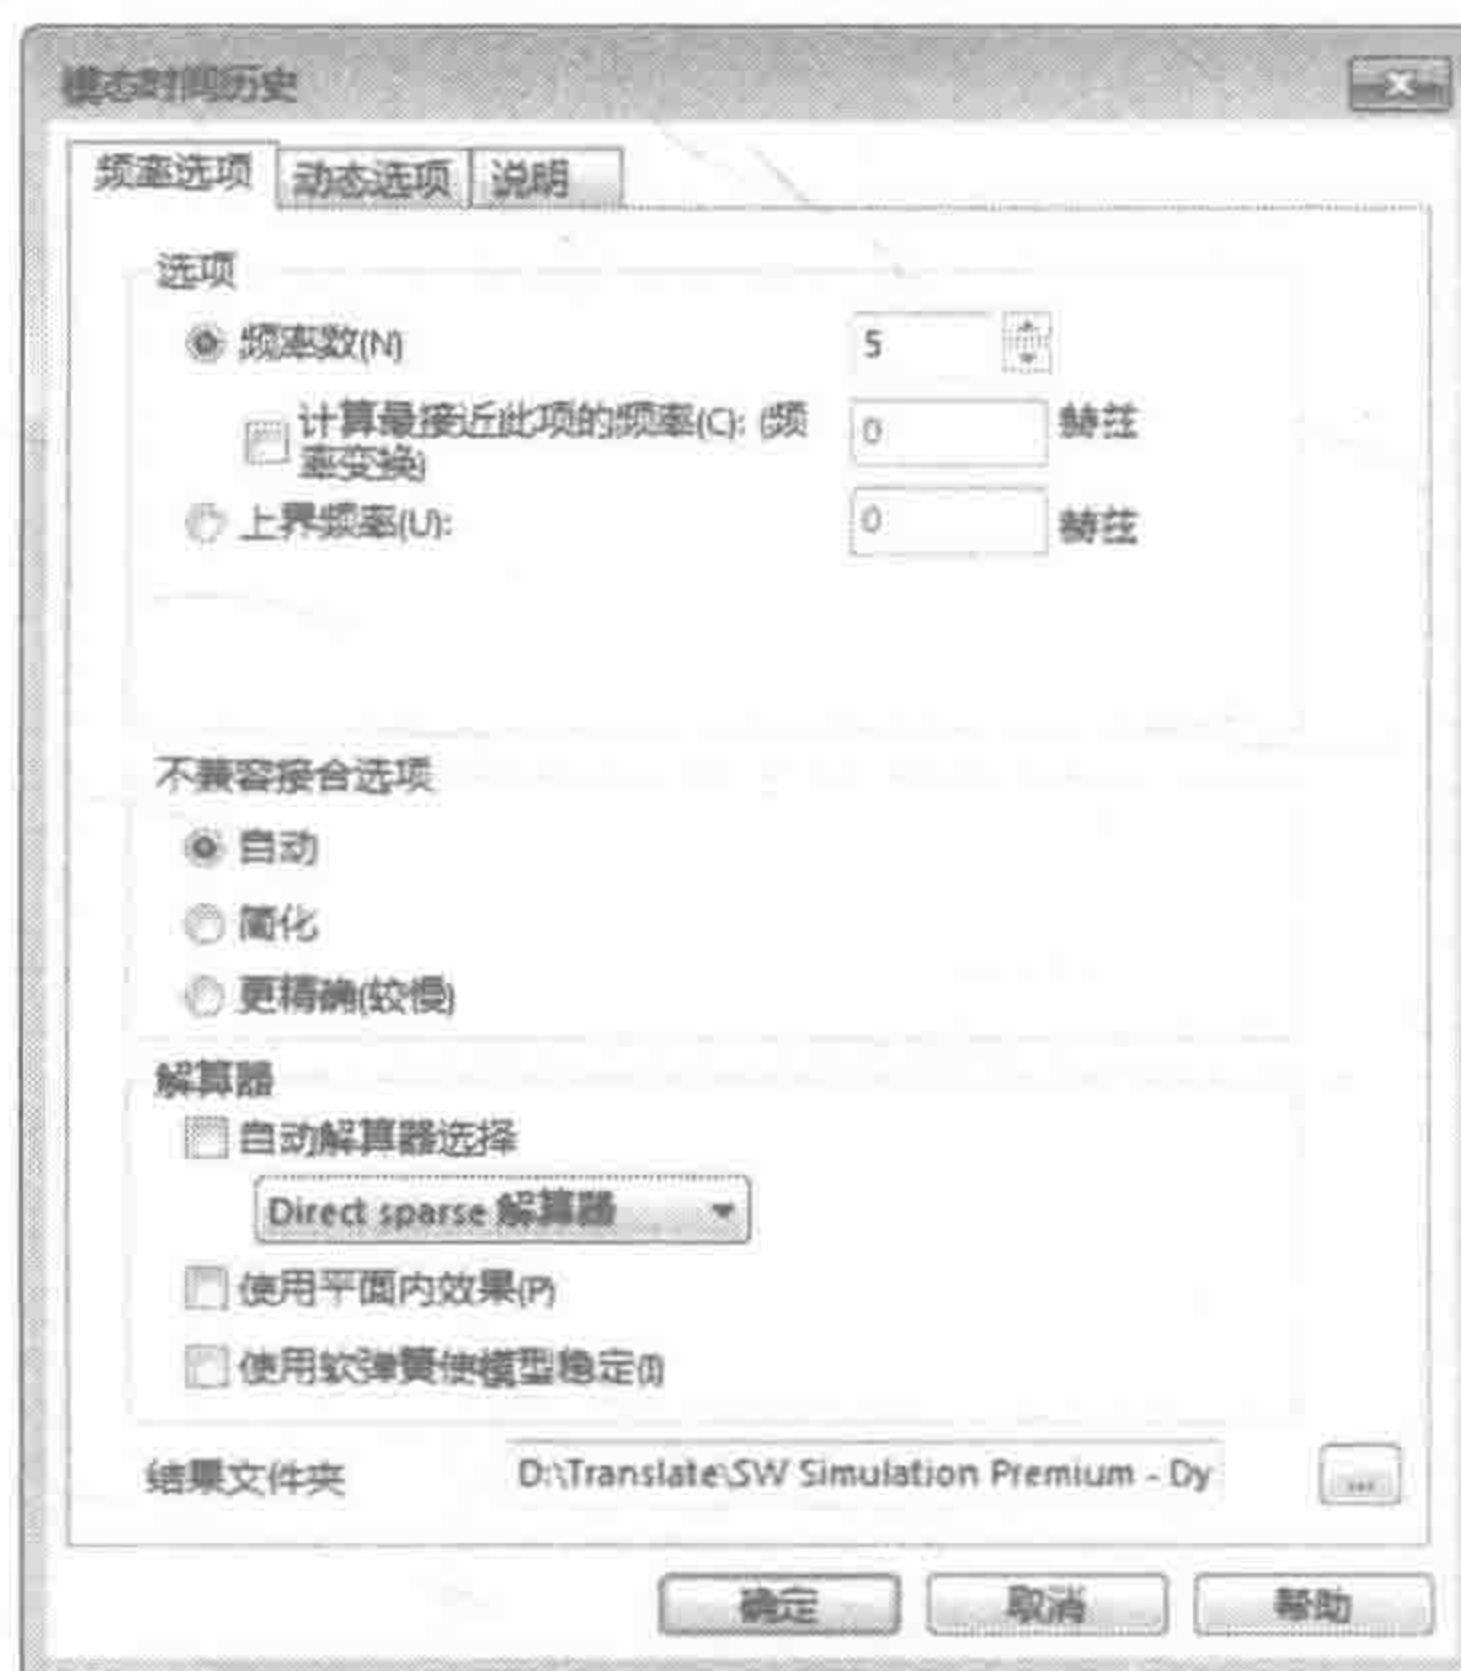 模态时间历史
频率选项 动态选项 说明
选项
频率数(N) 5
计算最接近此项的频率(C): (频 0 赫兹
率变换)
上界频率(U): 0 赫兹
不兼容接合选项
自动
简化
更精确(较慢)
解算器
自动解算器选择
Direct sparse 解算器
使用平面内效果(P)
使用软弹簧使模型稳定(I)
结果文件夹 D:\Translate\SW Simulation Premium - Dy ...
确定 取消 帮助